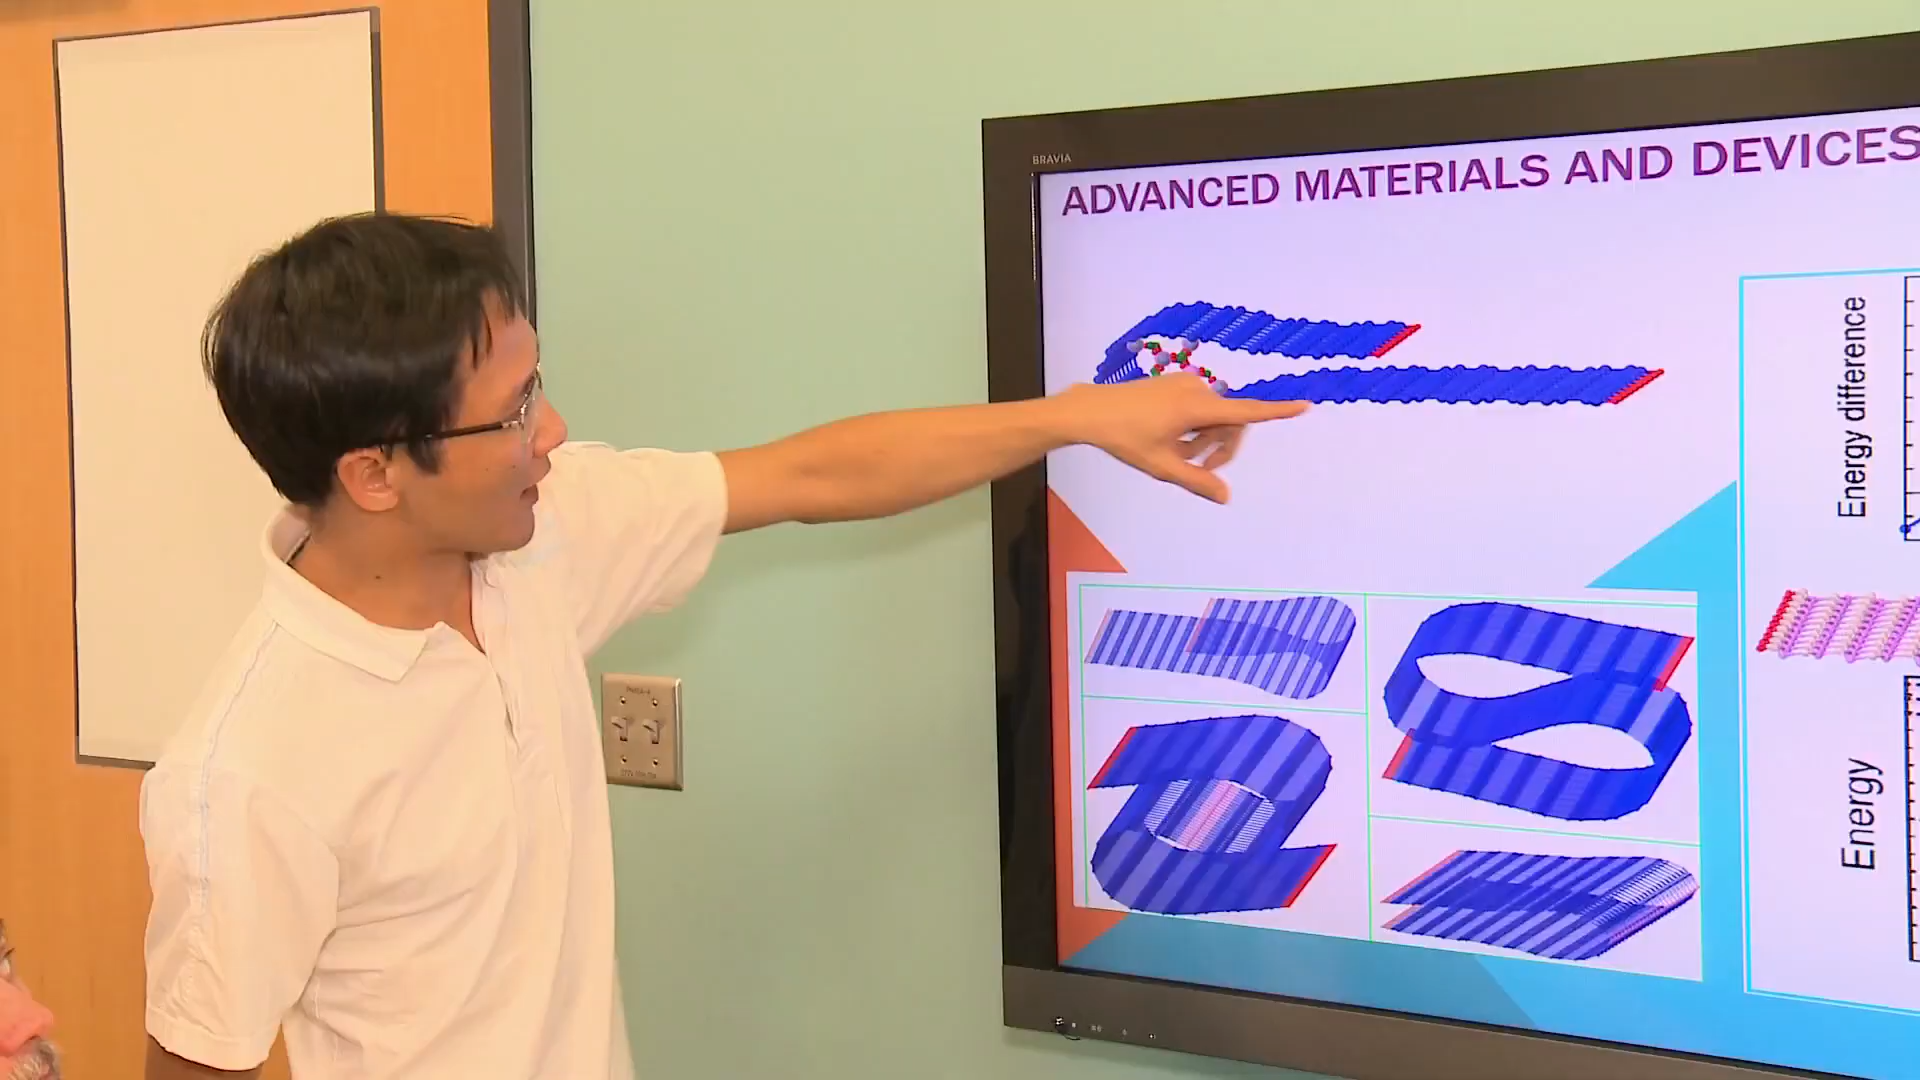 BRAVIA
ADVANCED MATERIALS AND DEVICES
Energy difference
Energy